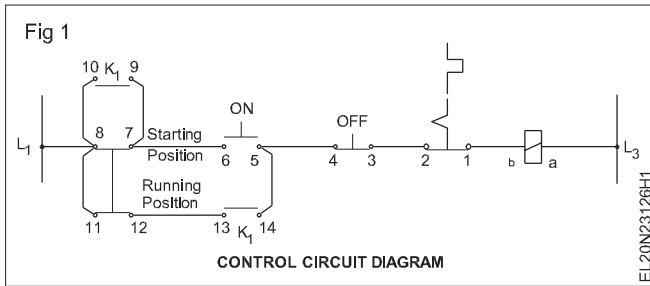 Fig 1
10 K1 9
ON
OFF
L1
8 7 Starting
Position
6 5 4 3 2 1 b a
L3
Running
Position
11 12 13 14
K1
CONTROL CIRCUIT DIAGRAM
EL20N23126H1